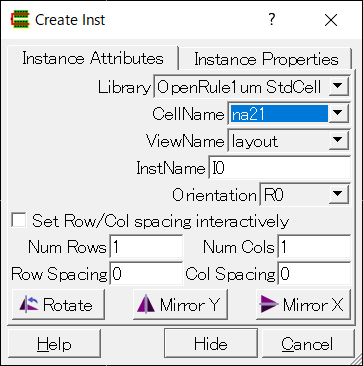 Create Inst
Instance Attributes Instance Properties
Library OpenRule1um StdCell
CellName na21
ViewName layout
InstName I0
Orientation R0
Set Row/Col spacing interactively
Num Rows 1 Num Cols 1
Row Spacing 0 Col Spacing 0
Rotate Mirror Y Mirror X
Help Hide Cancel